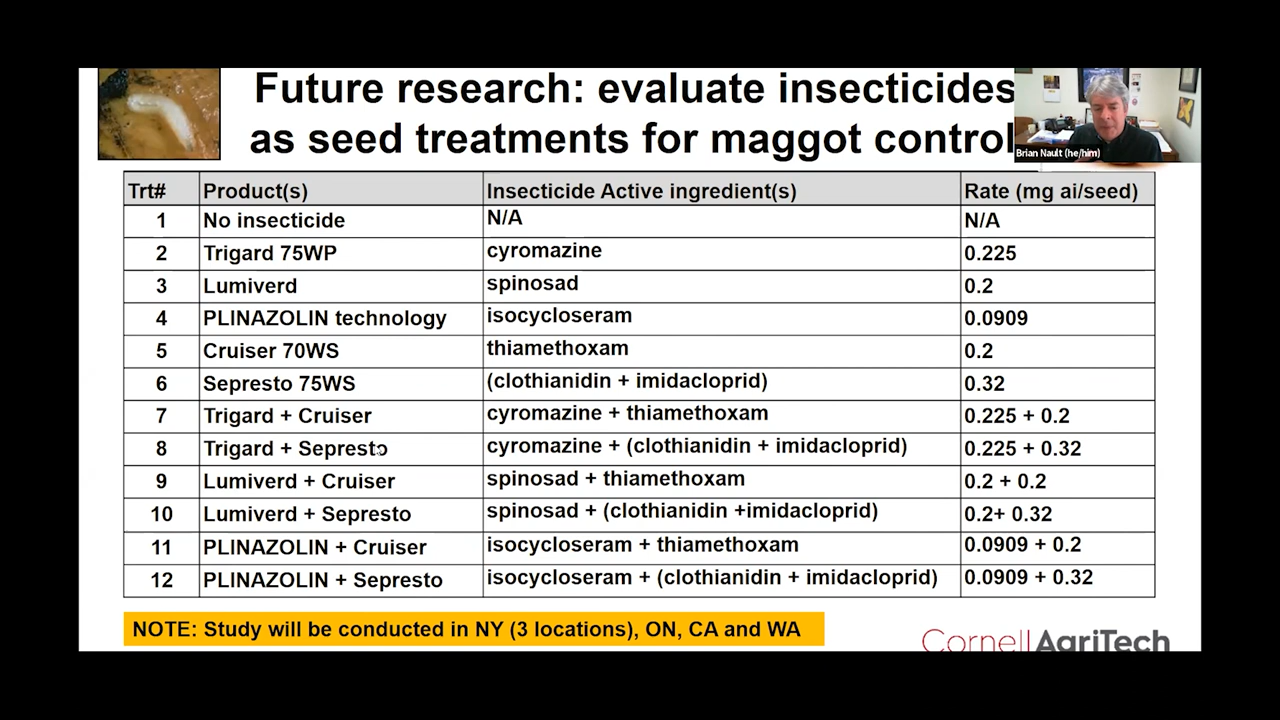 Future research: evaluate insecticides
as seed treatments for maggot control
Brian Nault (he/him)
Trt# Product(s) Insecticide Active ingredient(s) Rate (mg ai/seed)
1 No insecticide N/A N/A
2 Trigard 75WP cyromazine 0.225
3 Lumiverd spinosad 0.2
4 PLINAZOLIN technology isocycloseram 0.0909
5 Cruiser 70WS thiamethoxam 0.2
6 Sepresto 75WS (clothianidin + imidacloprid) 0.32
7 Trigard + Cruiser cyromazine + thiamethoxam 0.225 + 0.2
8 Trigard + Sepresto cyromazine + (clothianidin + imidacloprid) 0.225 + 0.32
9 Lumiverd + Cruiser spinosad + thiamethoxam 0.2 + 0.2
10 Lumiverd + Sepresto spinosad + (clothianidin +imidacloprid) 0.2+ 0.32
11 PLINAZOLIN + Cruiser isocycloseram + thiamethoxam 0.0909 + 0.2
12 PLINAZOLIN + Sepresto isocycloseram + (clothianidin + imidacloprid) 0.0909 + 0.32
NOTE: Study will be conducted in NY (3 locations), ON, CA and WA
Cornell AgriTech